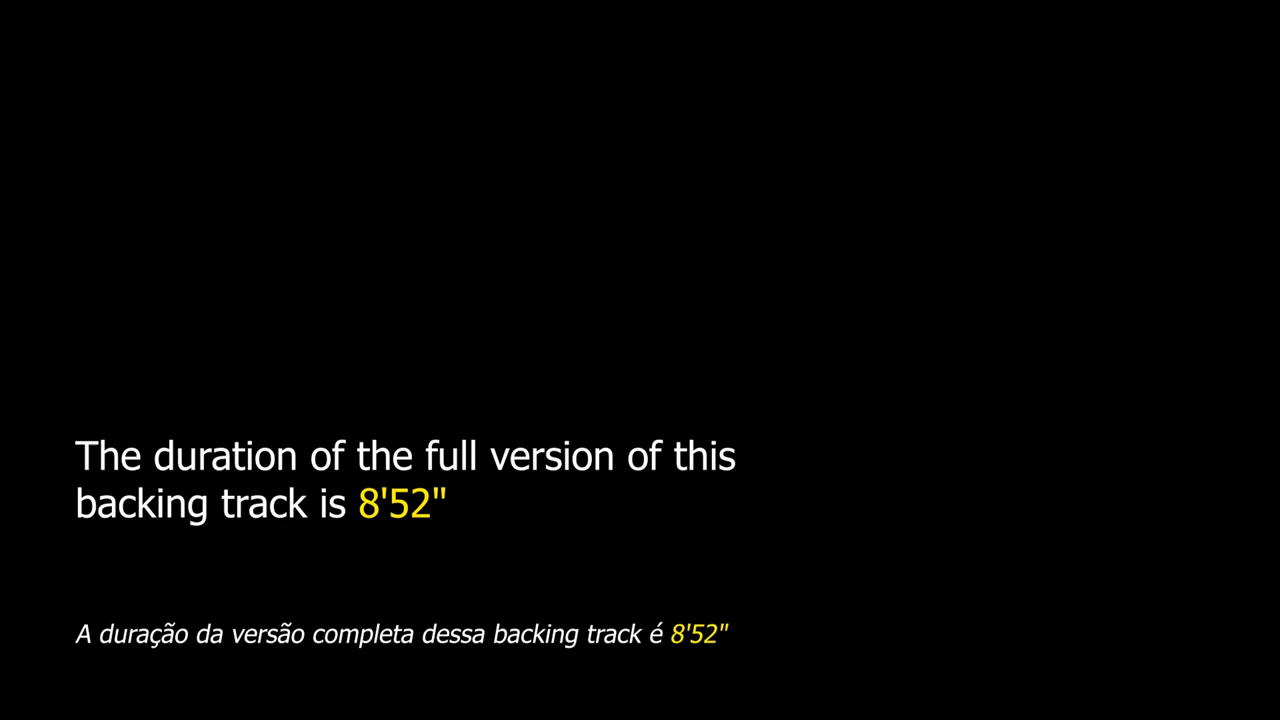 The duration of the full version of this
backing track is 8'52"
A duração da versão completa dessa backing track é 8'52"